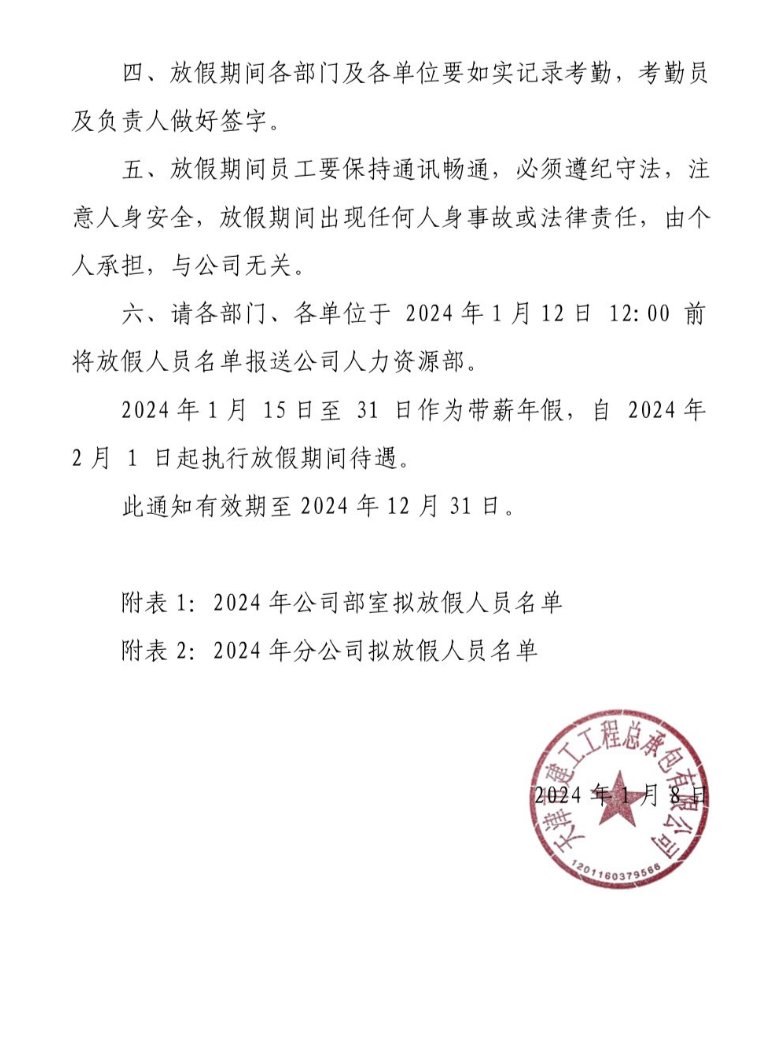 四、放假期间各部门及各单位要如实记录考勤，考勤员
及负责人做好签字。
五、放假期间员工要保持通讯畅通，必须遵纪守法，注
意人身安全，放假期间出现任何人身事故或法律责任，由个
人承担，与公司无关。
六、请各部门、各单位于 2024 年 1 月 12 日 12:00 前
将放假人员名单报送公司人力资源部。
2024 年 1 月 15 日至 31 日作为带薪年假，自 2024 年
2 月 1 日起执行放假期间待遇。
此通知有效期至 2024 年 12 月 31 日。
附表 1：2024 年公司部室拟放假人员名单
附表 2：2024 年分公司拟放假人员名单
天津市建工工程总承包有限公司
2024 年 1 月 8 日
1201160379566